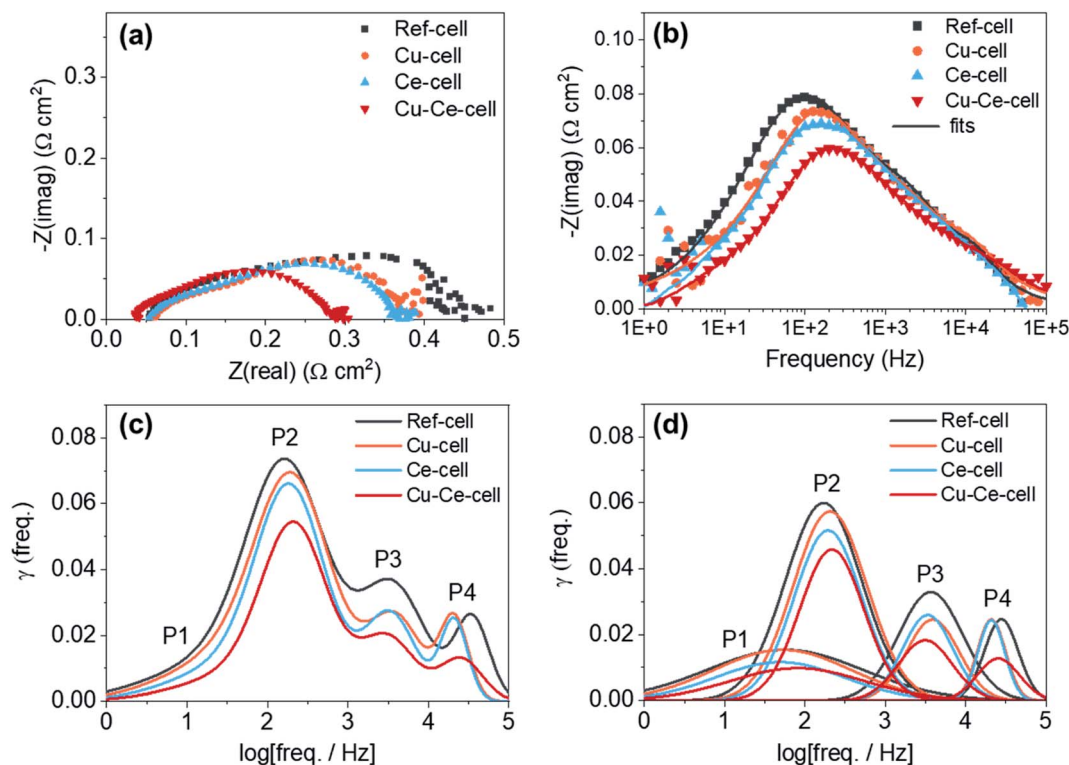 (a)
Ref-cell
Cu-cell
Ce-cell
Cu-Ce-cell
-Z(imag) (Ω cm²)
0.3
0.2
0.1
0.0
0.0 0.1 0.2 0.3 0.4 0.5
Z(real) (Ω cm²)
(b)
Ref-cell
Cu-cell
Ce-cell
Cu-Ce-cell
fits
-Z(imag) (Ω cm²)
0.10
0.08
0.06
0.04
0.02
0.00
1E+0 1E+1 1E+2 1E+3 1E+4 1E+5
Frequency (Hz)
(c)
Ref-cell
Cu-cell
Ce-cell
Cu-Ce-cell
P1
P2
P3
P4
γ (freq.)
0.08
0.06
0.04
0.02
0.00
0 1 2 3 4 5
log[freq. / Hz)
(d)
Ref-cell
Cu-cell
Ce-cell
Cu-Ce-cell
P1
P2
P3
P4
γ (freq.)
0.08
0.06
0.04
0.02
0.00
0 1 2 3 4 5
log[freq. / Hz)